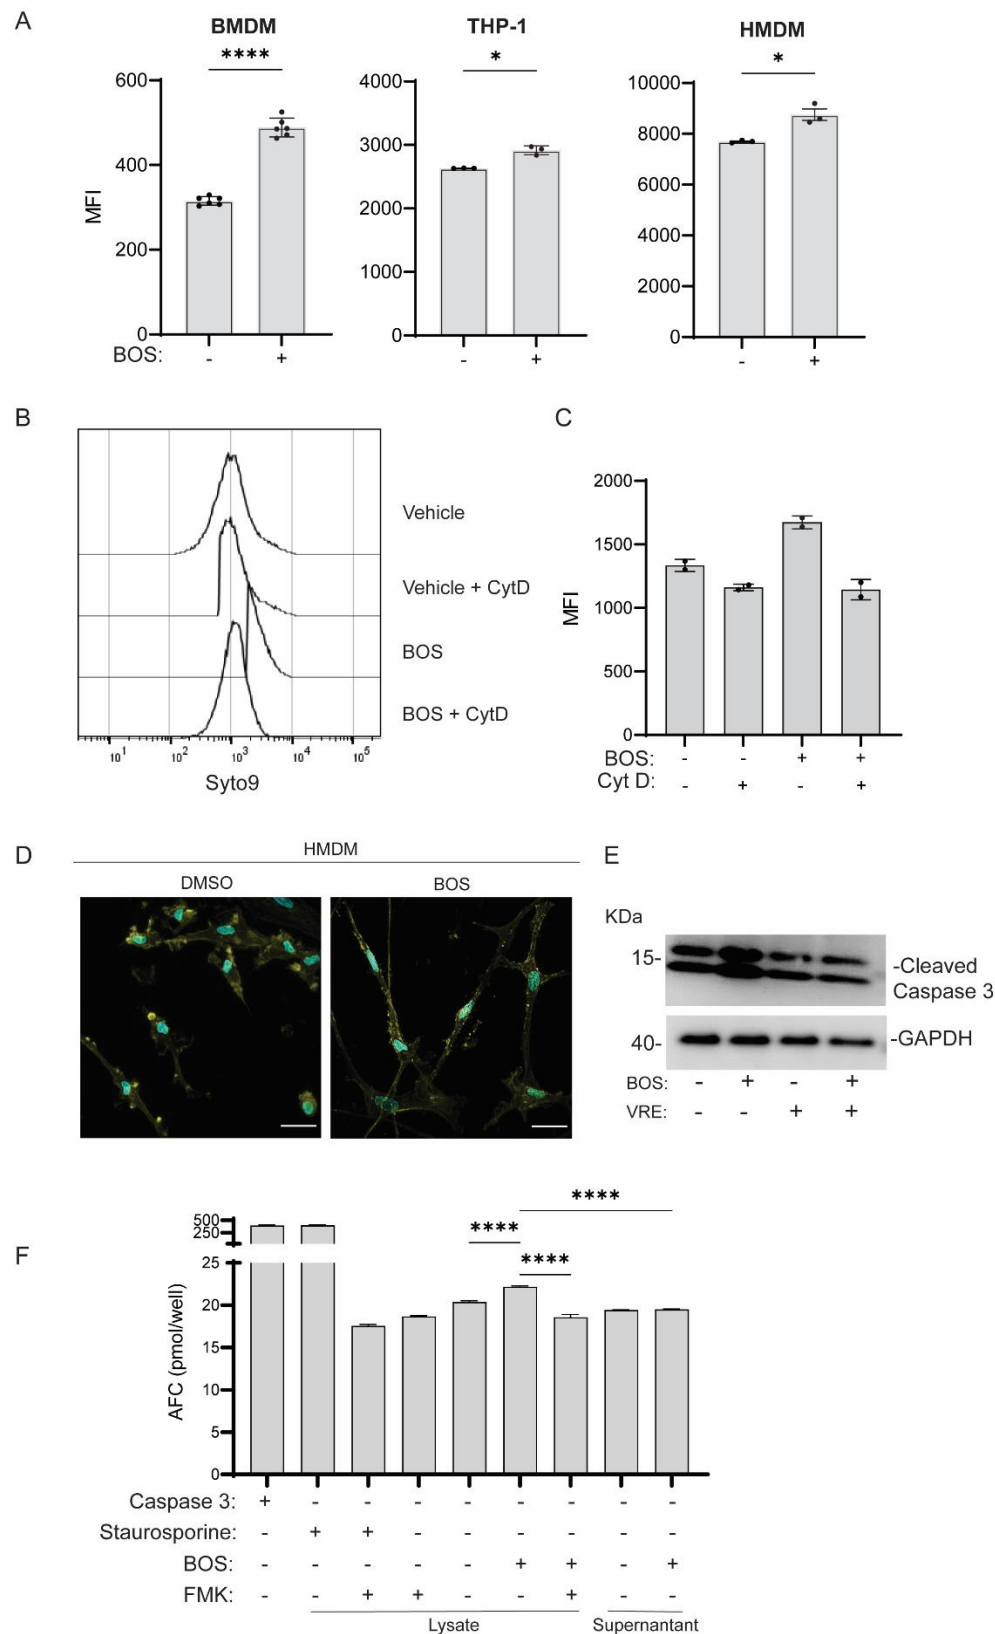 A
BMDM
THP-1
HMDM
****
*
*
MFI
600
400
200
0
4000
3000
2000
1000
0
10000
8000
6000
4000
2000
0
BOS: - + - + - +
B
Vehicle
Vehicle + CytD
BOS
BOS + CytD
10^1 10^2 10^3 10^4 10^5
Syto9
C
MFI
2000
1500
1000
500
0
BOS: - - + +
Cyt D: - + - +
D
HMDM
DMSO
BOS
E
KDa
15-
-Cleaved
Caspase 3
40-
-GAPDH
BOS: - + - +
VRE: - - + +
F
****
****
****
AFC (pmol/well)
500
250
25
20
15
10
5
0
Caspase 3: + - - - - - - - -
Staurosporine: - + + - - - - - -
BOS: - - - - - + + - +
FMK: - - + + - - + - -
Lysate
Supernantant